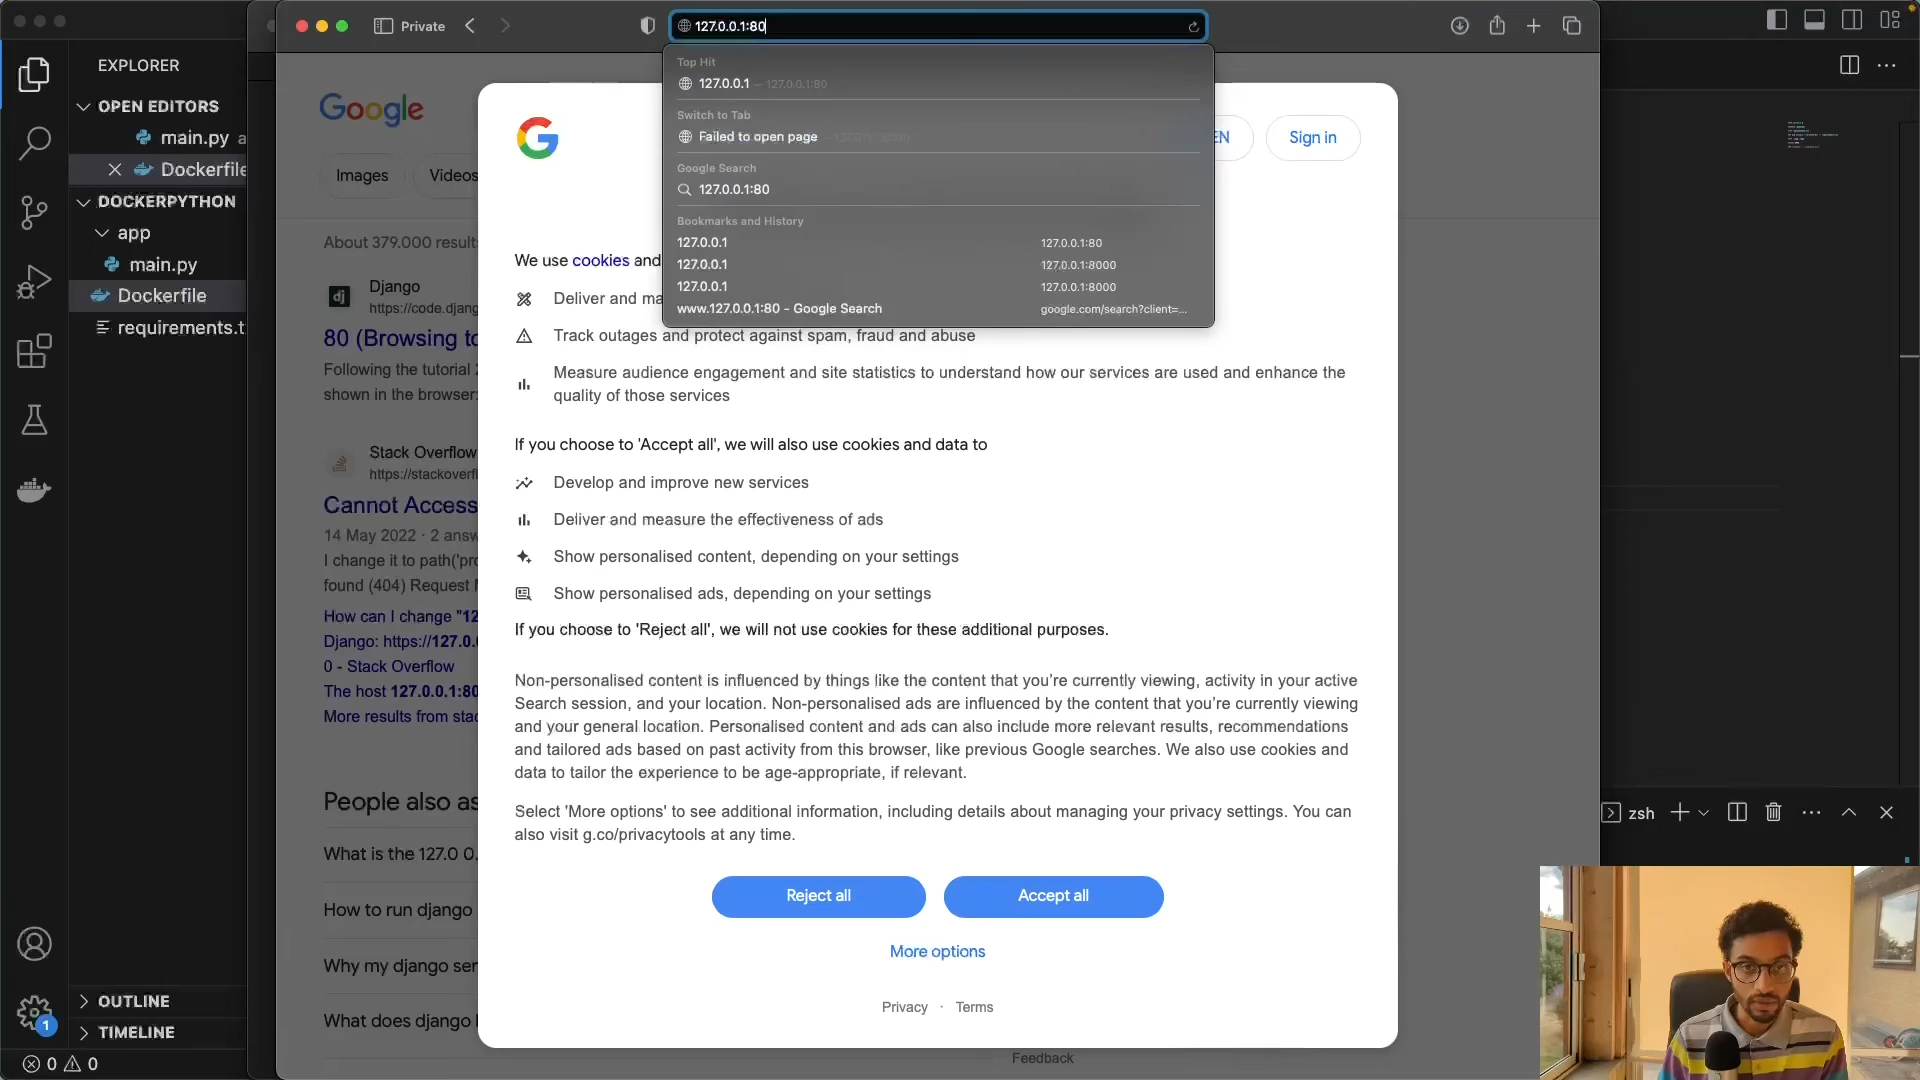 EXPLORER
OPEN EDITORS
main.py a
Dockerfile
DOCKERPYTHON
app
main.py
Dockerfile
requirements.t
OUTLINE
TIMELINE
1
0 0
Private
127.0.0.1:80
Top Hit
127.0.0.1 – 127.0.0.1:80
Switch to Tab
Failed to open page
Google Search
127.0.0.1:80
Bookmarks and History
127.0.0.1 127.0.0.1:80
127.0.0.1 127.0.0.1:8000
127.0.0.1 127.0.0.1:8000
www.127.0.0.1:80 - Google Search google.com/search?client=...
Google
Images Videos
About 379.000 results
dj
Django
https://code.djang
80 (Browsing to
Following the tutorial
shown in the browser:
Stack Overflow
https://stackoverfl
Cannot Access
14 May 2022 · 2 answ
I change it to path('pro
found (404) Request
How can I change "12
Django: https://127.0.
0 - Stack Overflow
The host 127.0.0.1:80
More results from stac
People also as
What is the 127.0 0.
How to run django
Why my django ser
What does django
G
EN
Sign in
We use cookies and
Deliver and ma
Track outages and protect against spam, fraud and abuse
Measure audience engagement and site statistics to understand how our services are used and enhance the
quality of those services
If you choose to 'Accept all', we will also use cookies and data to
Develop and improve new services
Deliver and measure the effectiveness of ads
Show personalised content, depending on your settings
Show personalised ads, depending on your settings
If you choose to 'Reject all', we will not use cookies for these additional purposes.
Non-personalised content is influenced by things like the content that you’re currently viewing, activity in your active
Search session, and your location. Non-personalised ads are influenced by the content that you’re currently viewing
and your general location. Personalised content and ads can also include more relevant results, recommendations
and tailored ads based on past activity from this browser, like previous Google searches. We also use cookies and
data to tailor the experience to be age-appropriate, if relevant.
Select 'More options' to see additional information, including details about managing your privacy settings. You can
also visit g.co/privacytools at any time.
Reject all
Accept all
More options
Privacy · Terms
Feedback
zsh